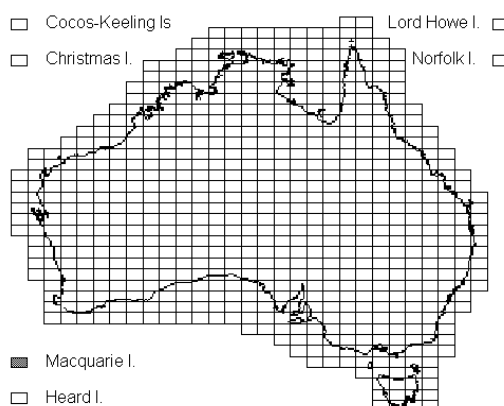 Cocos-Keeling Is
Lord Howe I.
Christmas I.
Norfolk I.
Macquarie I.
Heard I.